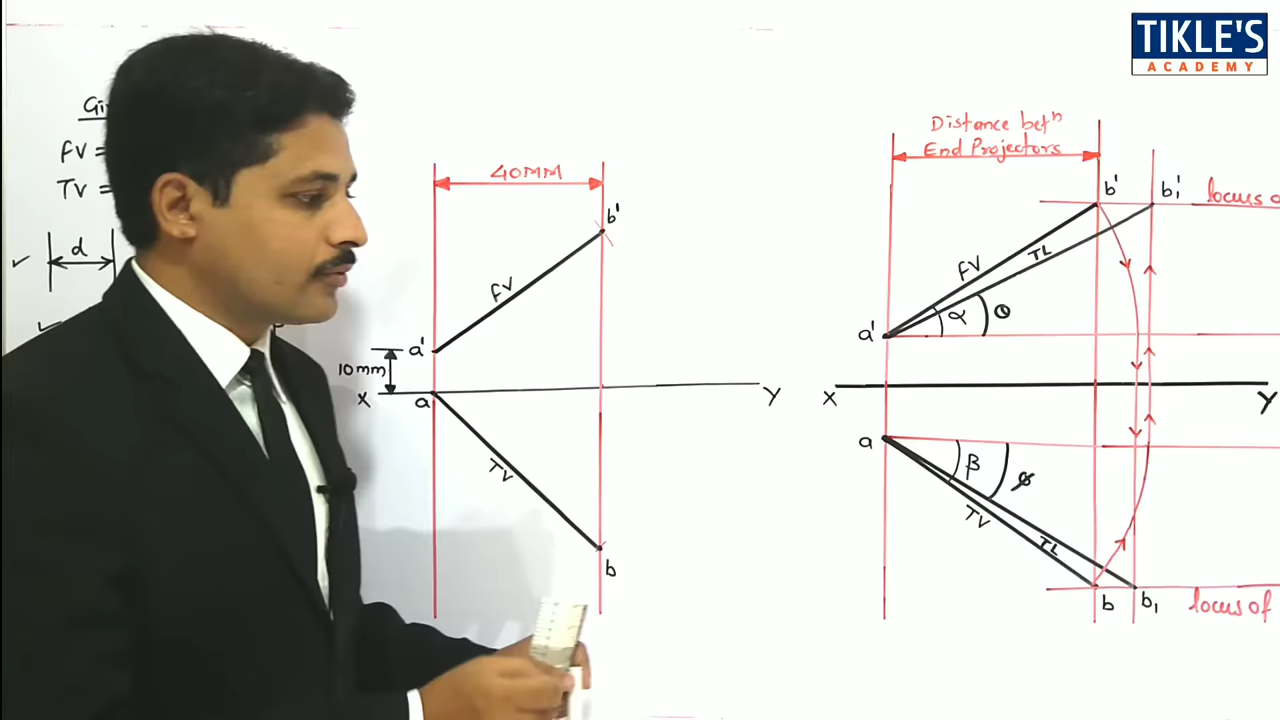 TIKLE'S
ACADEMY
FV =
TV =
d
40MM
b'
FV
a'
10mm
X
a
Y
TV
b
Distance betⁿ
End Projectors
b'
b₁'
locus
FV
TL
a'
α
θ
X
Y
a
β
ϕ
TV
TL
b
b₁
locus of